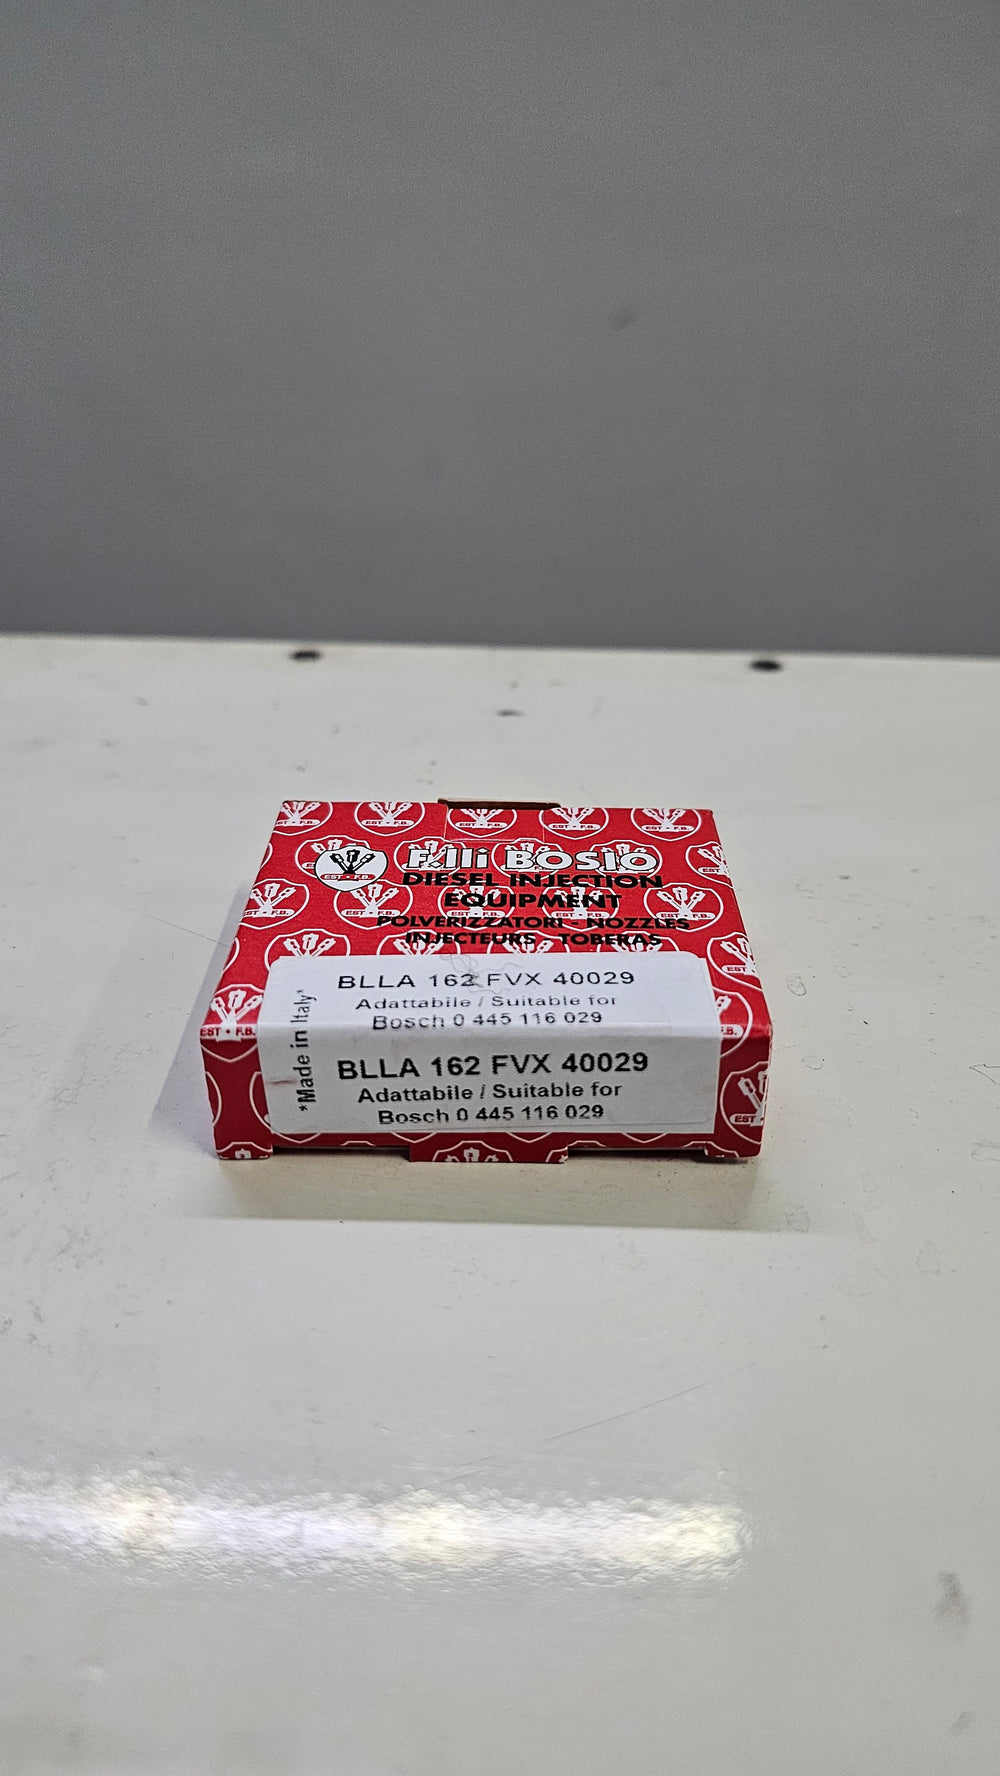 EST • F.B.
F.lli BOSIO
DIESEL INJECTION
EQUIPMENT
POLVERIZZATORI - NOZZLES
INJECTEURS - TOBERAS
*Made in Italy*
BLLA 162 FVX 40029
Adattabile / Suitable for
Bosch 0 445 116 029
BLLA 162 FVX 40029
Adattabile / Suitable for
Bosch 0 445 116 029